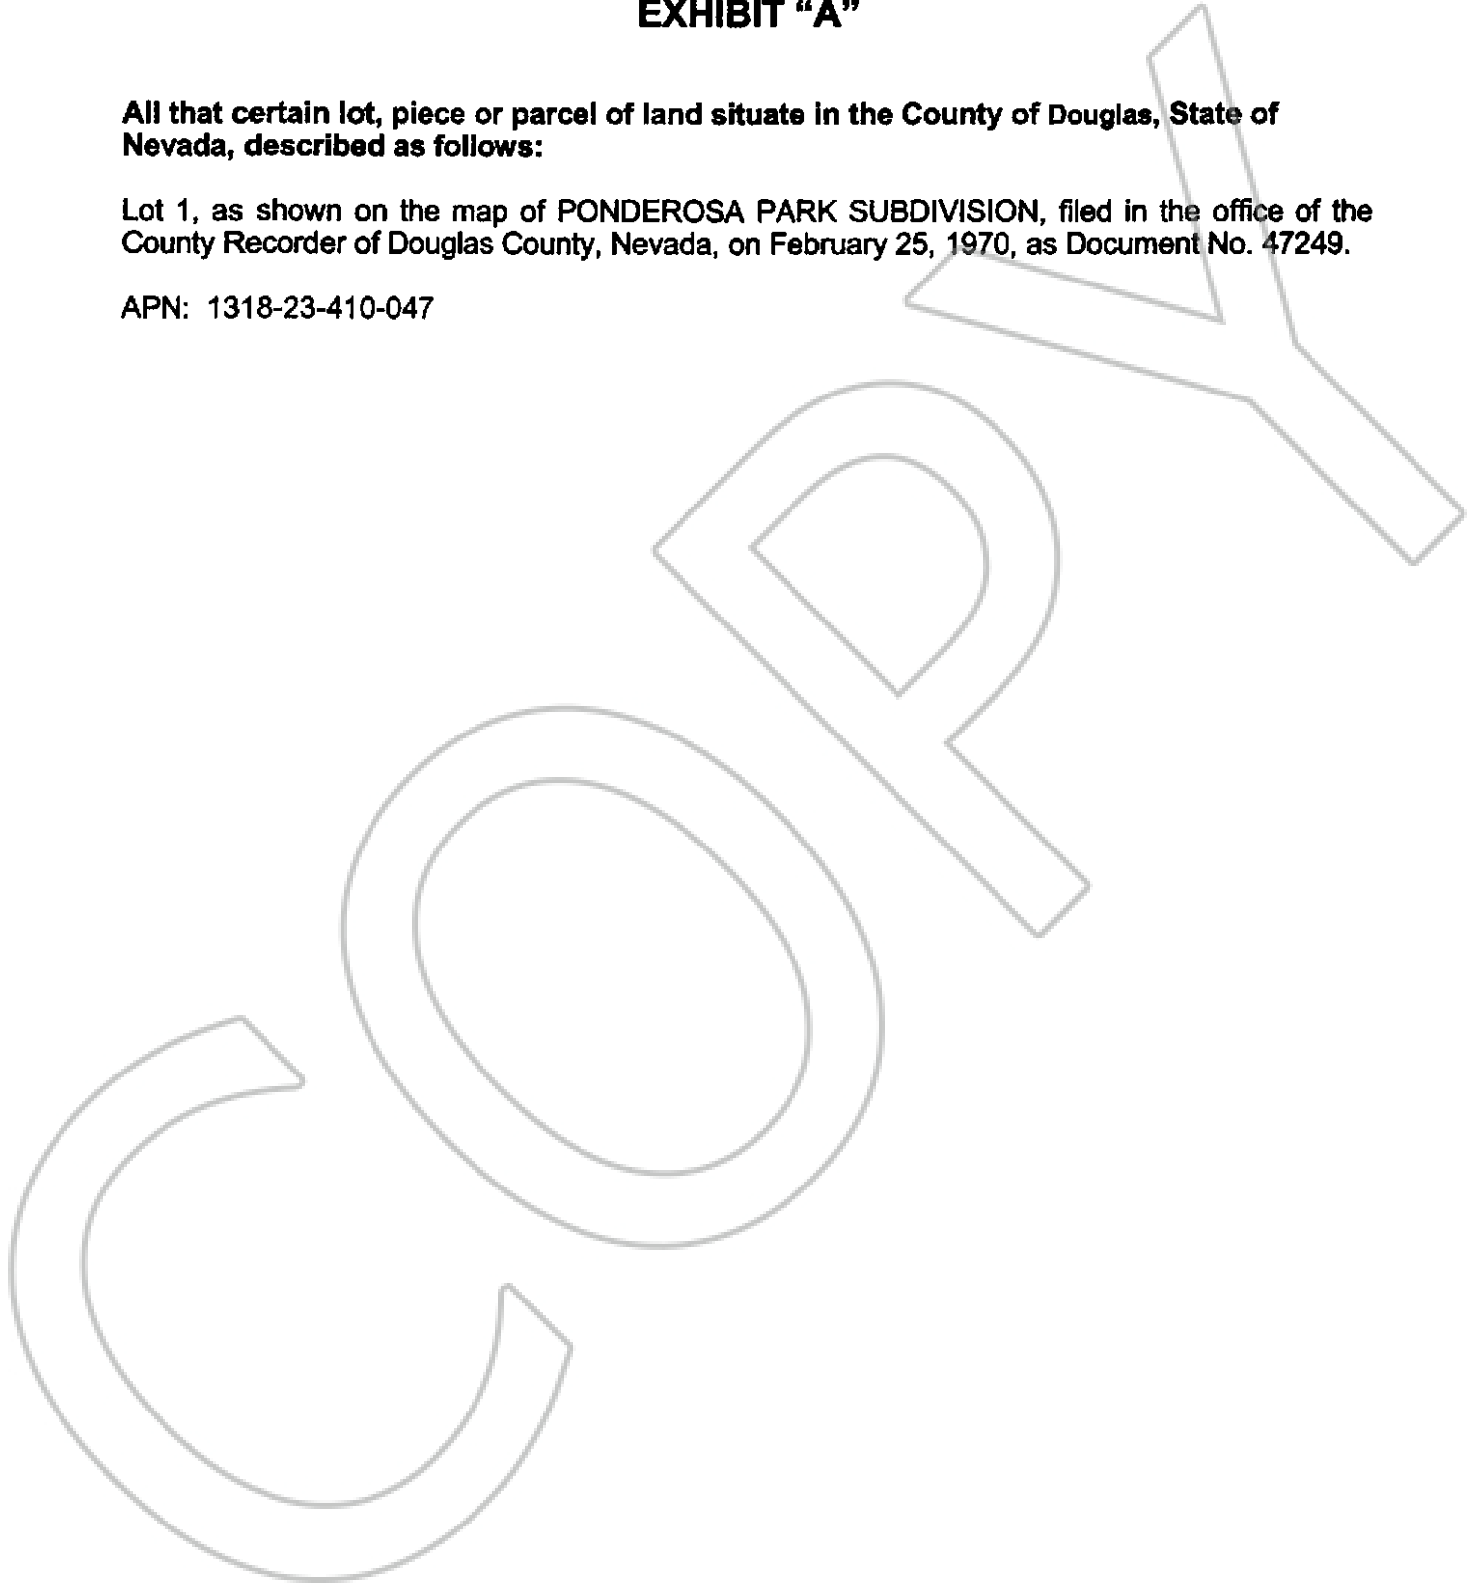 EXHIBIT “A”
All that certain lot, piece or parcel of land situate in the County of Douglas, State of
Nevada, described as follows:
Lot 1, as shown on the map of PONDEROSA PARK SUBDIVISION, filed in the office of the
County Recorder of Douglas County, Nevada, on February 25, 1970, as Document No. 47249.
APN: 1318-23-410-047
COPY